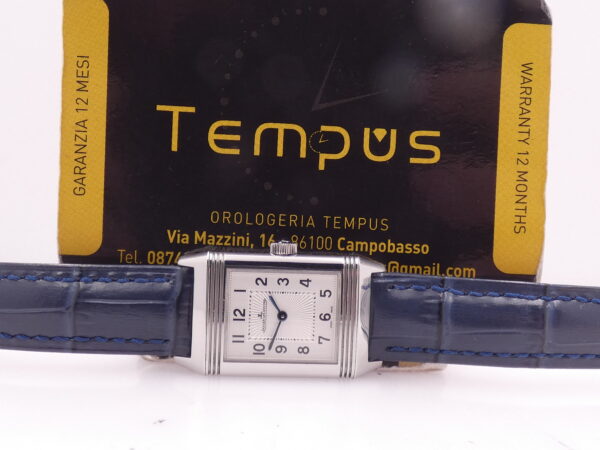 GARANZIA 12 MESI
TEMPUS
WARRANTY 12 MONTHS
OROLOGERIA TEMPUS
Via Mazzini, 16 86100 Campobasso
Tel. 0874 @gmail.com